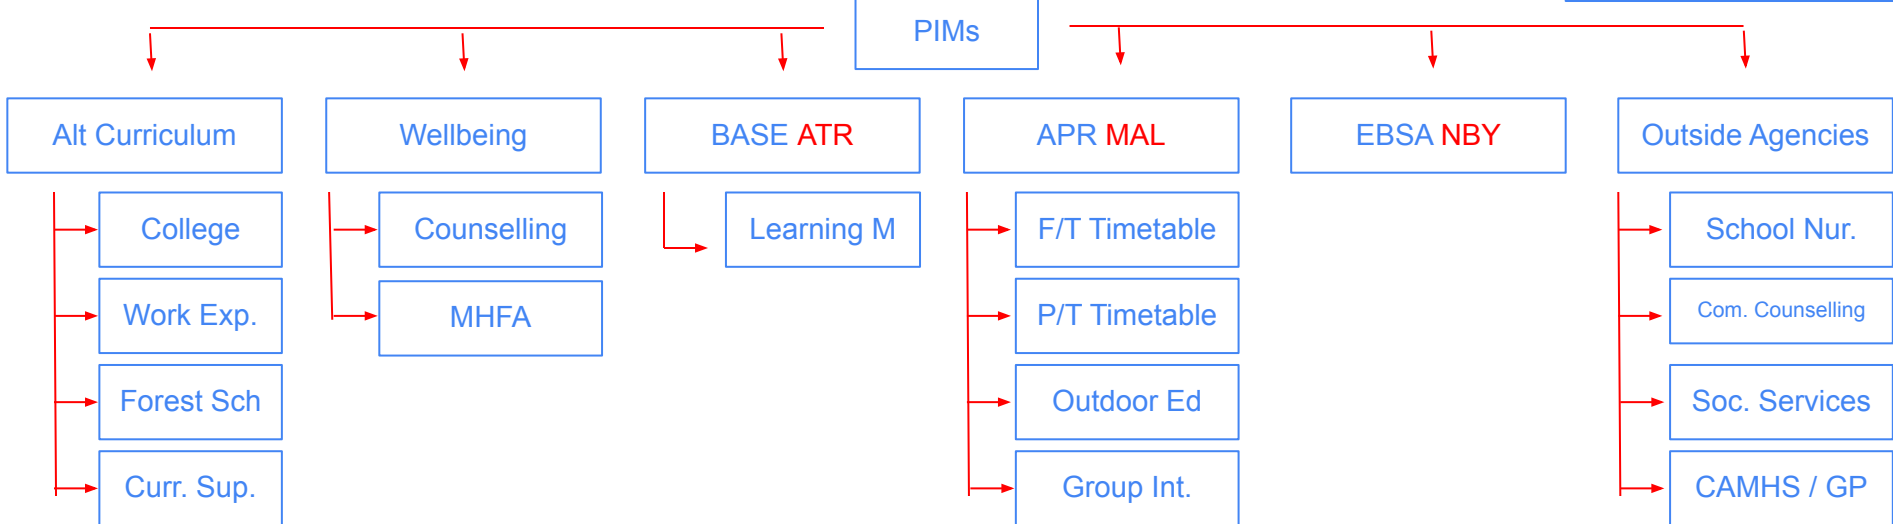 PIMs
Alt Curriculum
Wellbeing
BASE ATR
APR MAL
EBSA NBY
Outside Agencies
College
Counselling
Learning M
F/T Timetable
School Nur.
Work Exp.
MHFA
P/T Timetable
Com. Counselling
Forest Sch
Outdoor Ed
Soc. Services
Curr. Sup.
Group Int.
CAMHS / GP